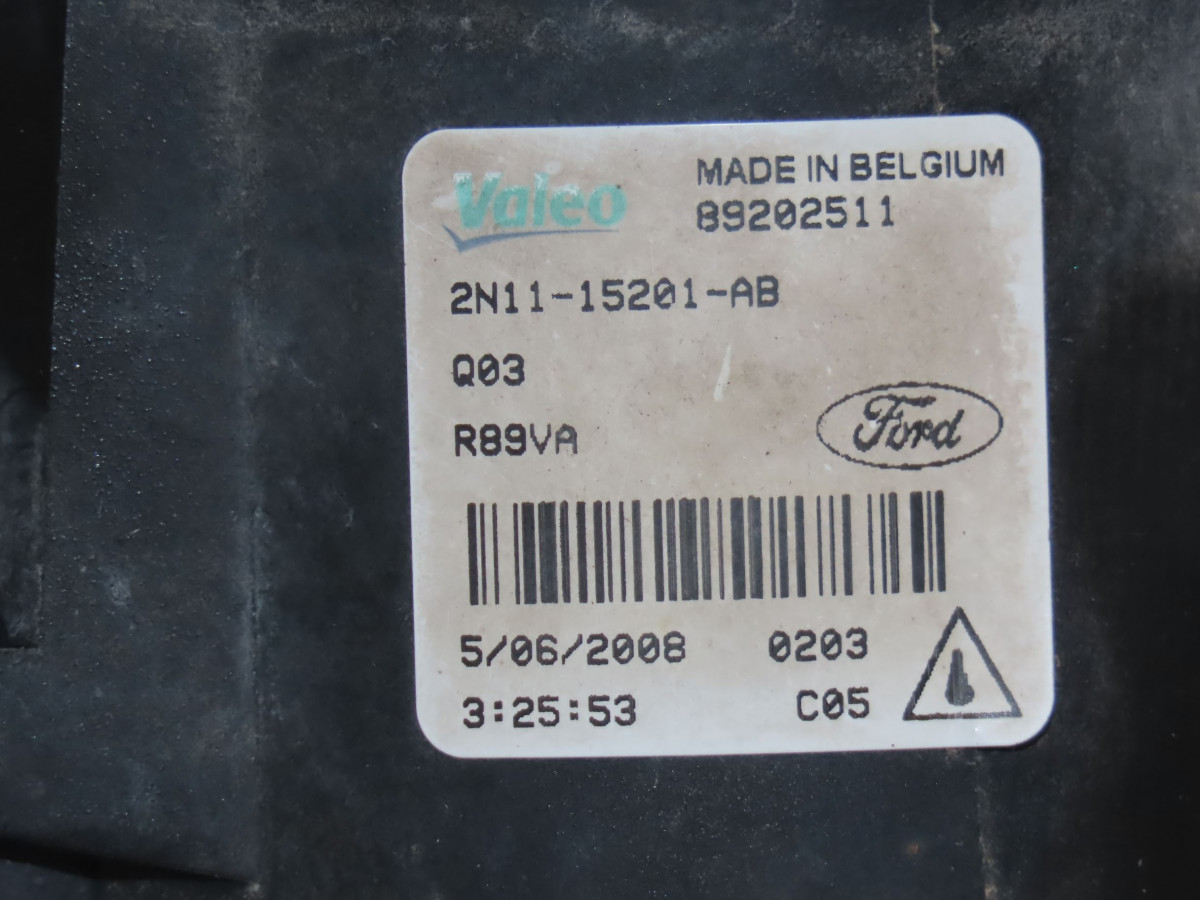 Valeo
MADE IN BELGIUM
89202511
2N11-15201-AB
Q03
R89VA
Ford
5/06/2008 0203
3:25:53 C05